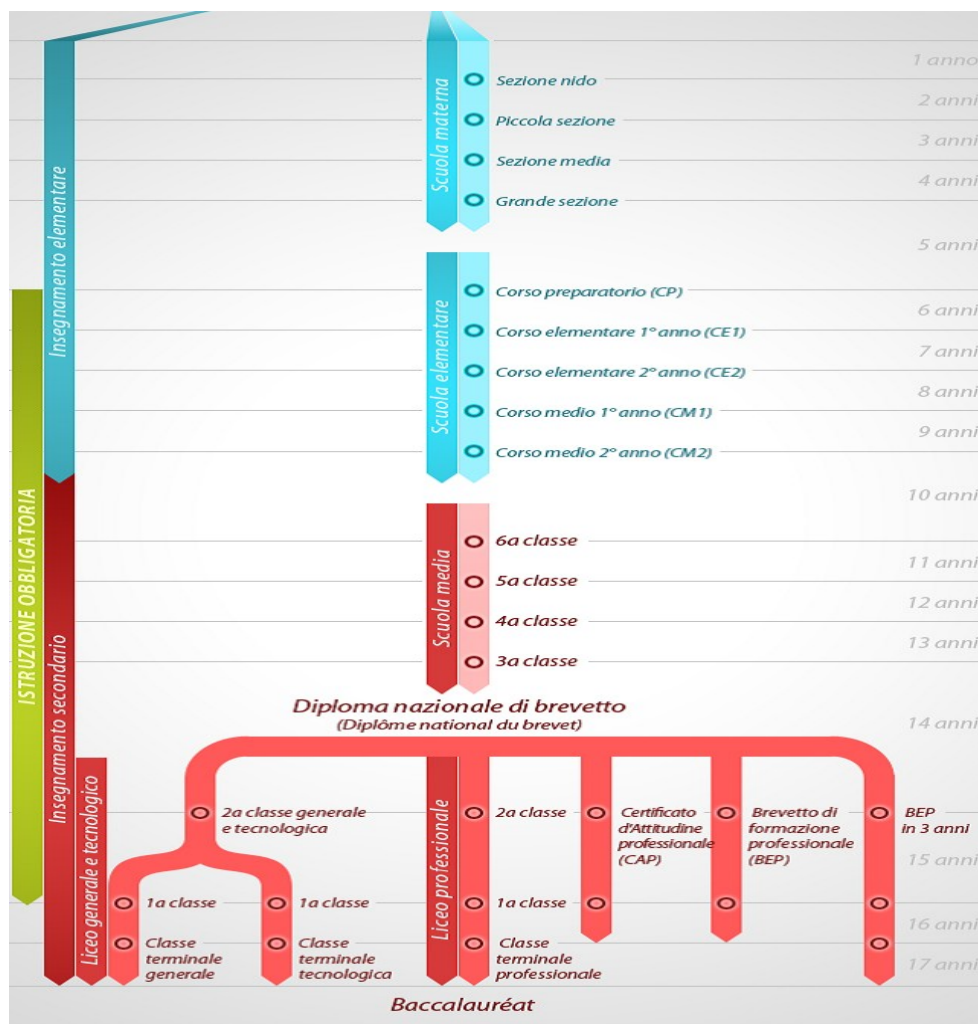 1 anno
Sezione nido
2 anni
Piccola sezione
3 anni
Sezione media
4 anni
Grande sezione
Scuola materna
5 anni
Insegnamento elementare
Corso preparatorio (CP)
6 anni
Corso elementare 1° anno (CE1)
7 anni
Corso elementare 2° anno (CE2)
8 anni
Corso medio 1° anno (CM1)
9 anni
Corso medio 2° anno (CM2)
Scuola elementare
10 anni
ISTRUZIONE OBBLIGATORIA
6a classe
11 anni
5a classe
12 anni
4a classe
13 anni
3a classe
Scuola media
Insegnamento secondario
Diploma nazionale di brevetto
(Diplôme national du brevet)
14 anni
Liceo generale e tecnologico
2a classe generale
e tecnologica
Liceo professionale
2a classe
Certificato
d'Attitudine
professionale
(CAP)
Brevetto di
formazione
professionale
(BEP)
BEP
in 3 anni
15 anni
1a classe
1a classe
1a classe
16 anni
Classe
terminale
generale
Classe
terminale
tecnologica
Classe
terminale
professionale
17 anni
Baccalauréat